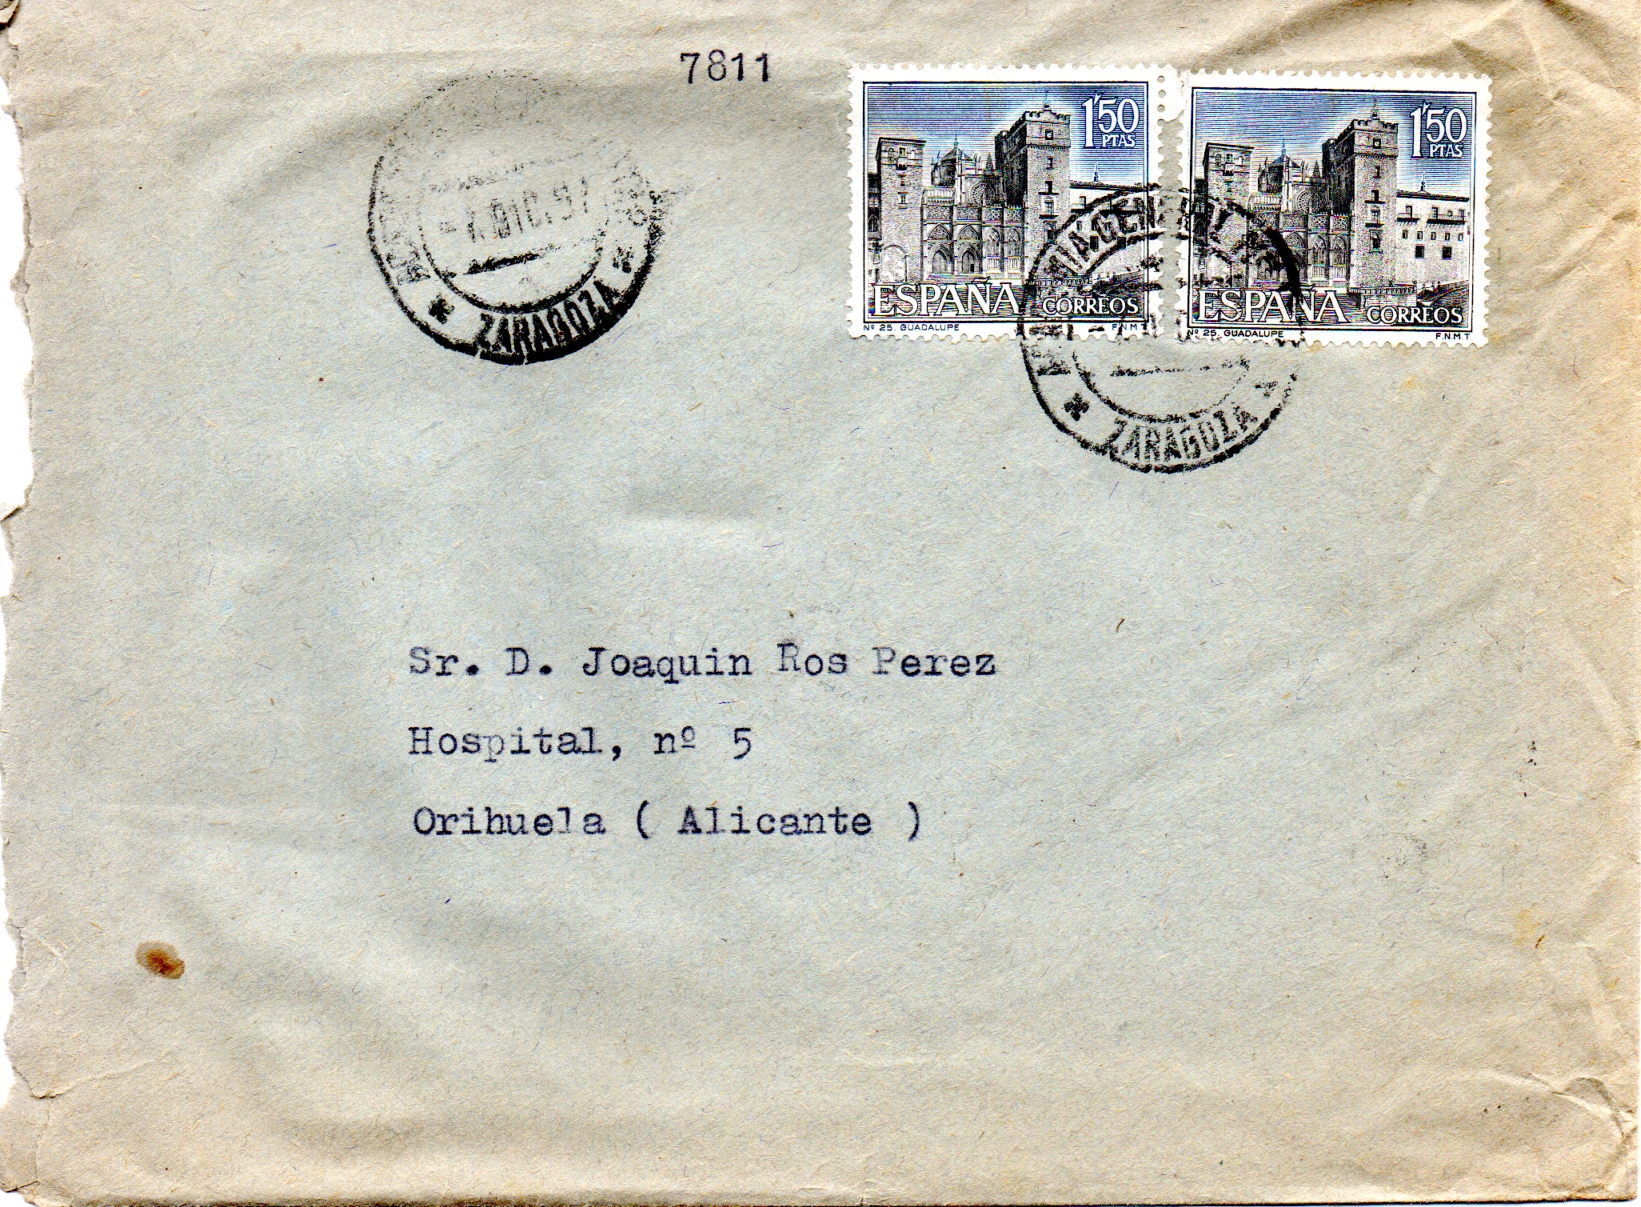 7811
1'50
PTAS
ESPAÑA CORREOS
Nº 25. GUADALUPE F.N.M.T
1'50
PTAS
ESPAÑA CORREOS
Nº 25. GUADALUPE F.N.M.T
DIC.
ZARAGOZA
ZARAGOZA
Sr. D. Joaquin Ros Perez
Hospital, nº 5
Orihuela ( Alicante )